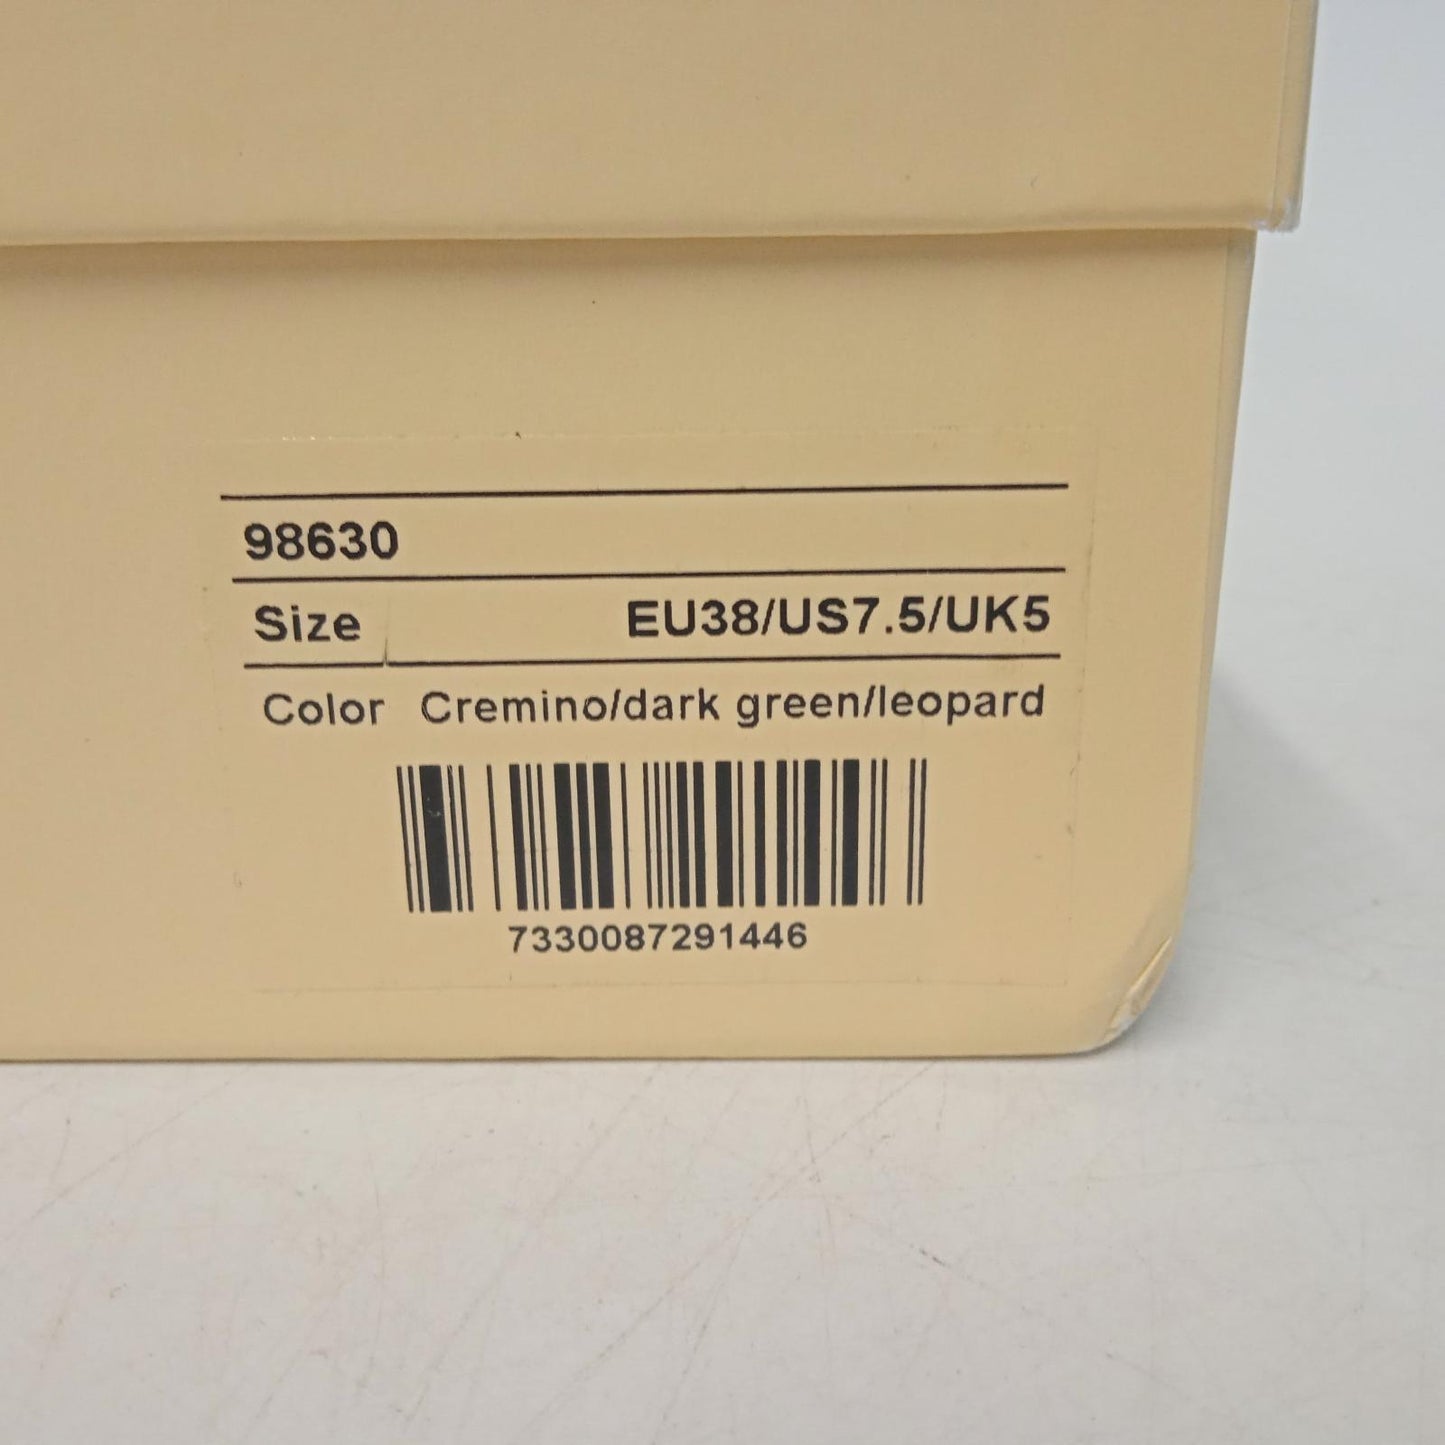 98630
Size EU38/US7.5/UK5
Color Cremino/dark green/leopard
7330087291446